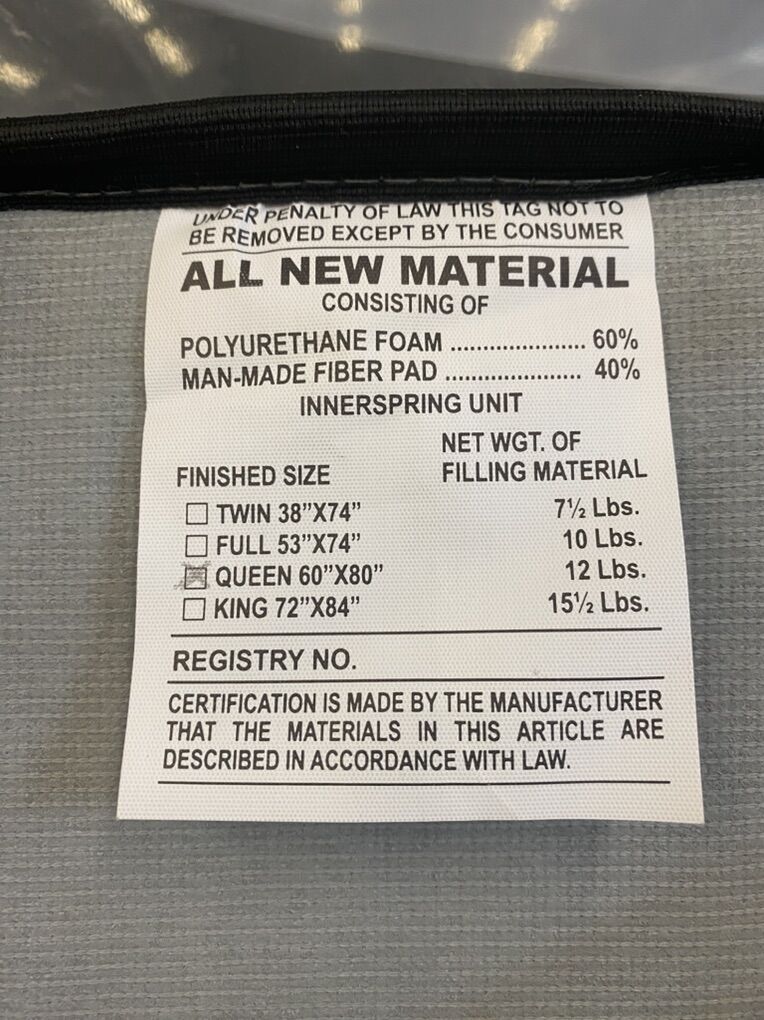 UNDER PENALTY OF LAW THIS TAG NOT TO
BE REMOVED EXCEPT BY THE CONSUMER
ALL NEW MATERIAL
CONSISTING OF
POLYURETHANE FOAM ..................... 60%
MAN-MADE FIBER PAD ..................... 40%
INNERSPRING UNIT
NET WGT. OF
FINISHED SIZE FILLING MATERIAL
☐ TWIN 38”X74” 7½ Lbs.
☐ FULL 53”X74” 10 Lbs.
☒ QUEEN 60”X80” 12 Lbs.
☐ KING 72”X84” 15½ Lbs.
REGISTRY NO.
CERTIFICATION IS MADE BY THE MANUFACTURER
THAT THE MATERIALS IN THIS ARTICLE ARE
DESCRIBED IN ACCORDANCE WITH LAW.